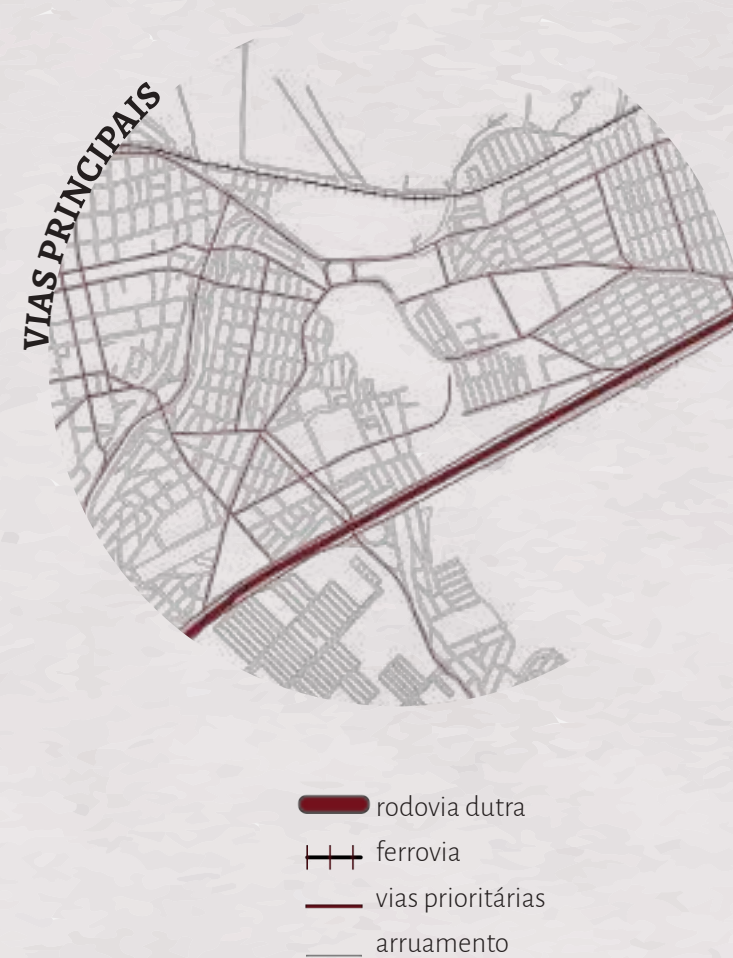 VIAS PRINCIPAIS
rodovia dutra
ferrovia
vias prioritárias
arruamento